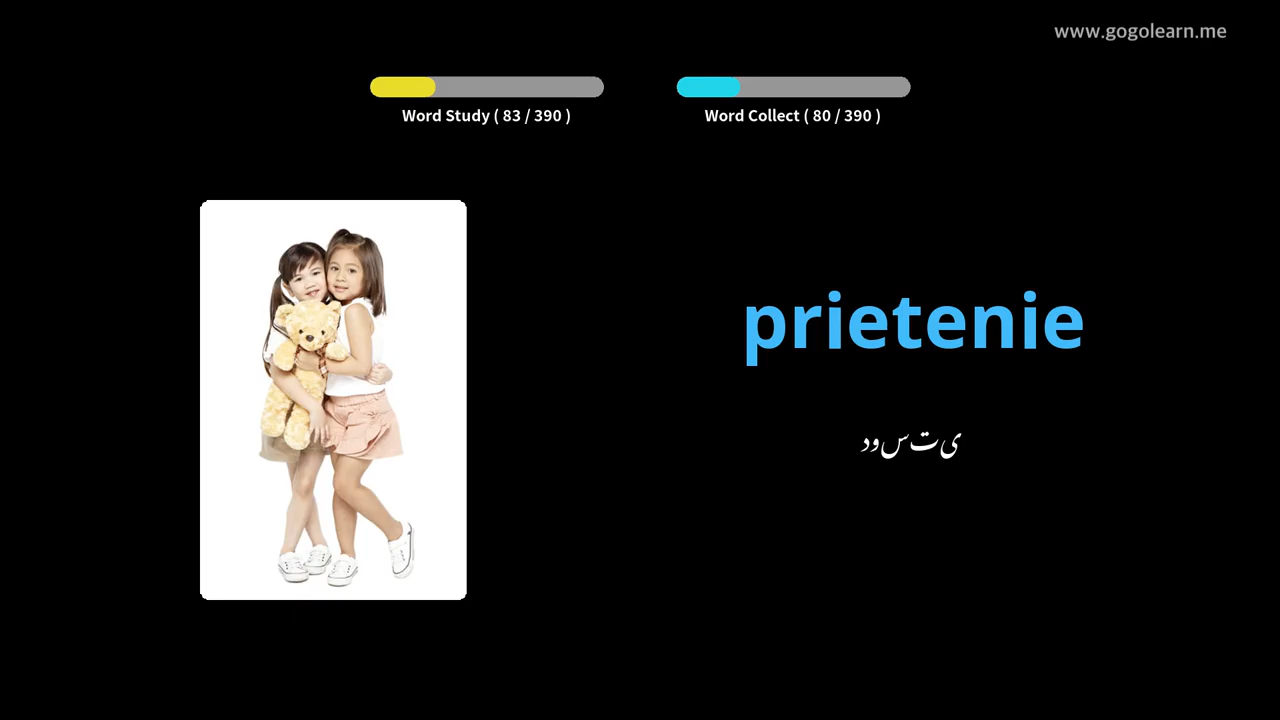 www.gogolearn.me
Word Study ( 83 / 390 )
Word Collect ( 80 / 390 )
prietenie
دوستی